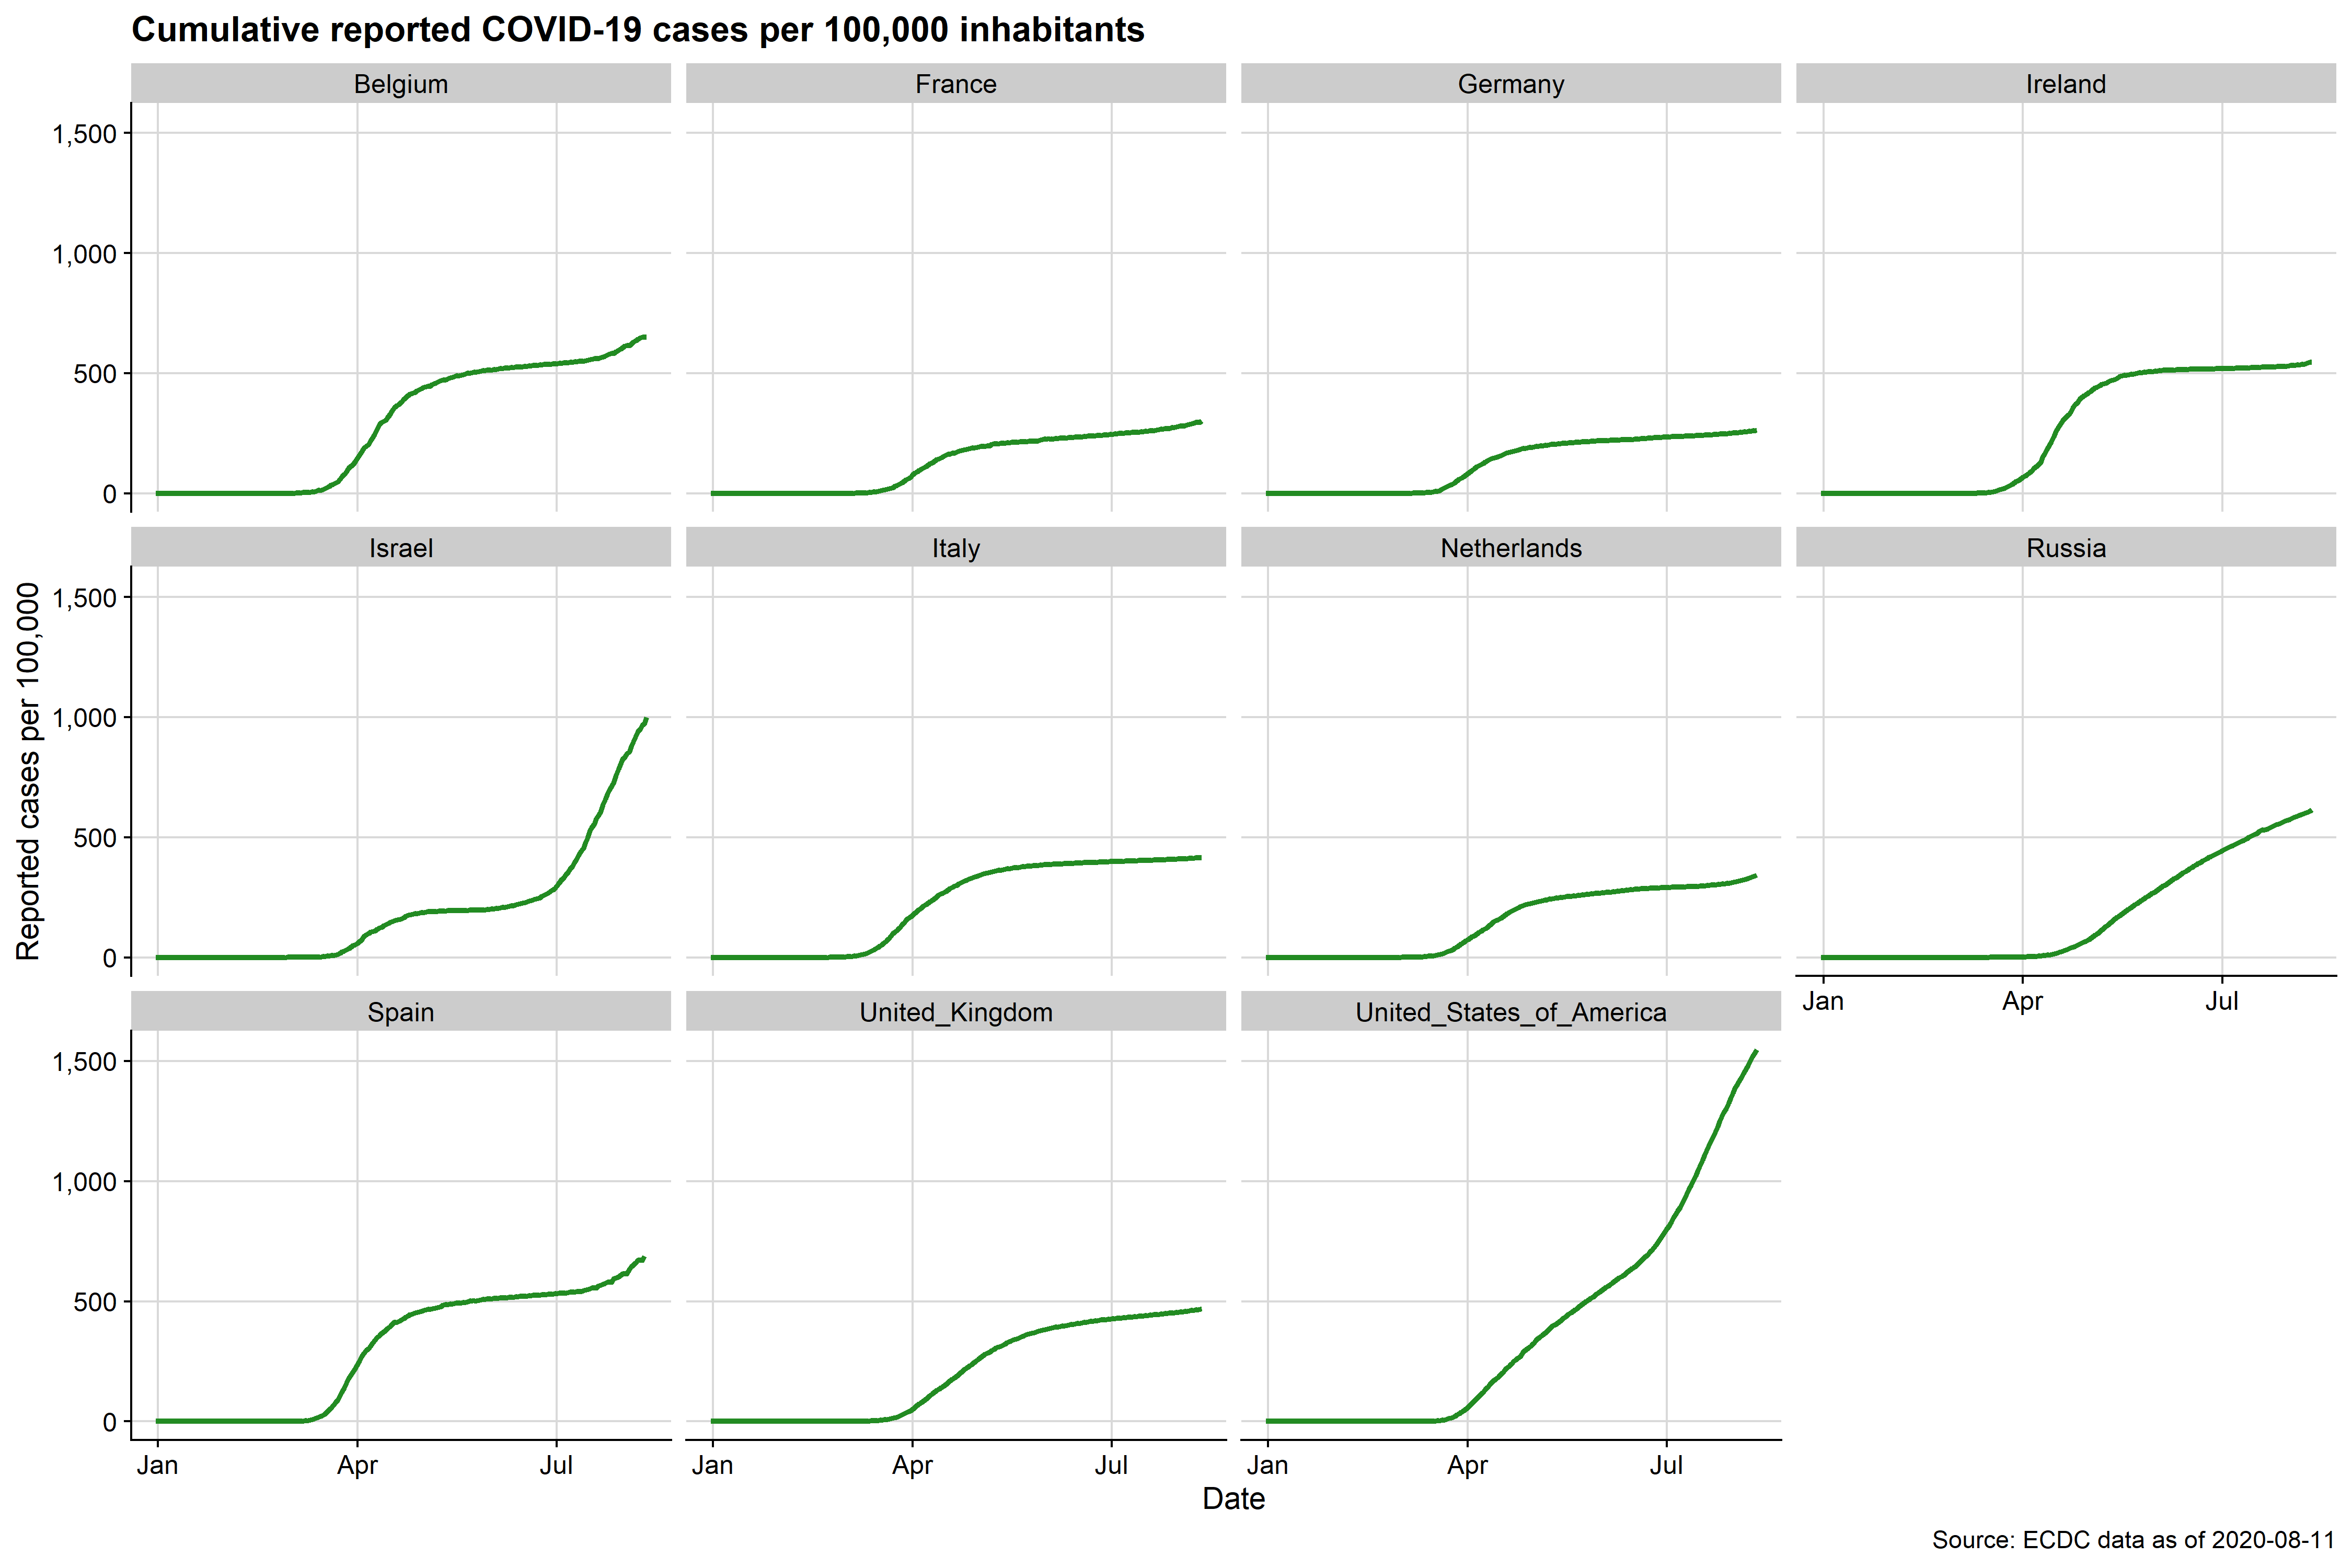 Cumulative reported COVID-19 cases per 100,000 inhabitants
Belgium
France
Germany
Ireland
1,500
1,000
500
0
Israel
Italy
Netherlands
Russia
1,500
1,000
500
0
Jan
Apr
Jul
Spain
United_Kingdom
United_States_of_America
1,500
1,000
500
0
Jan
Apr
Jul
Jan
Apr
Jul
Jan
Apr
Jul
Reported cases per 100,000
Date
Source: ECDC data as of 2020-08-11